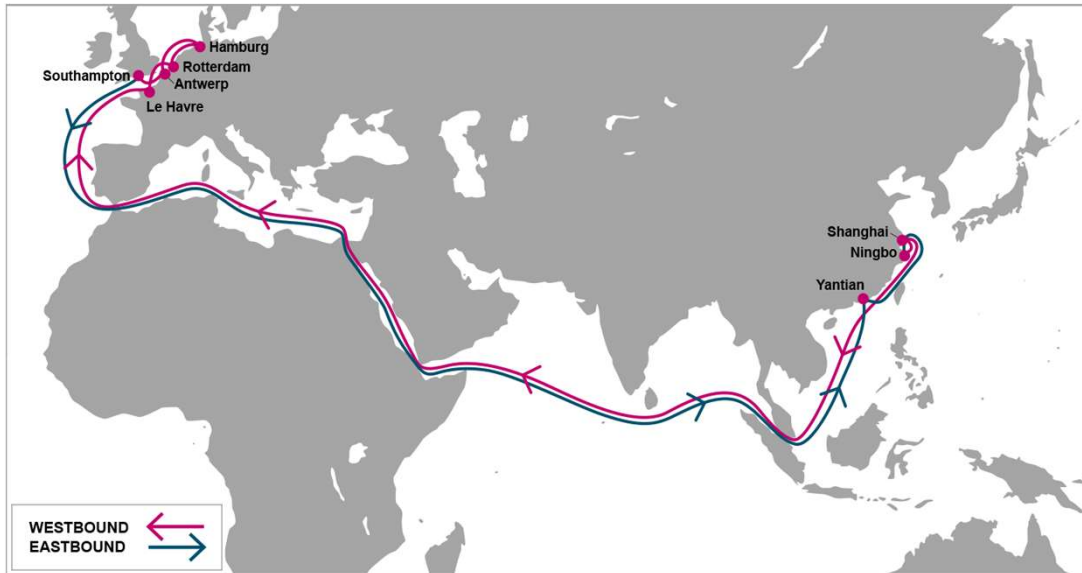 Hamburg
Rotterdam
Southampton
Antwerp
Le Havre
Shanghai
Ningbo
Yantian
WESTBOUND
EASTBOUND